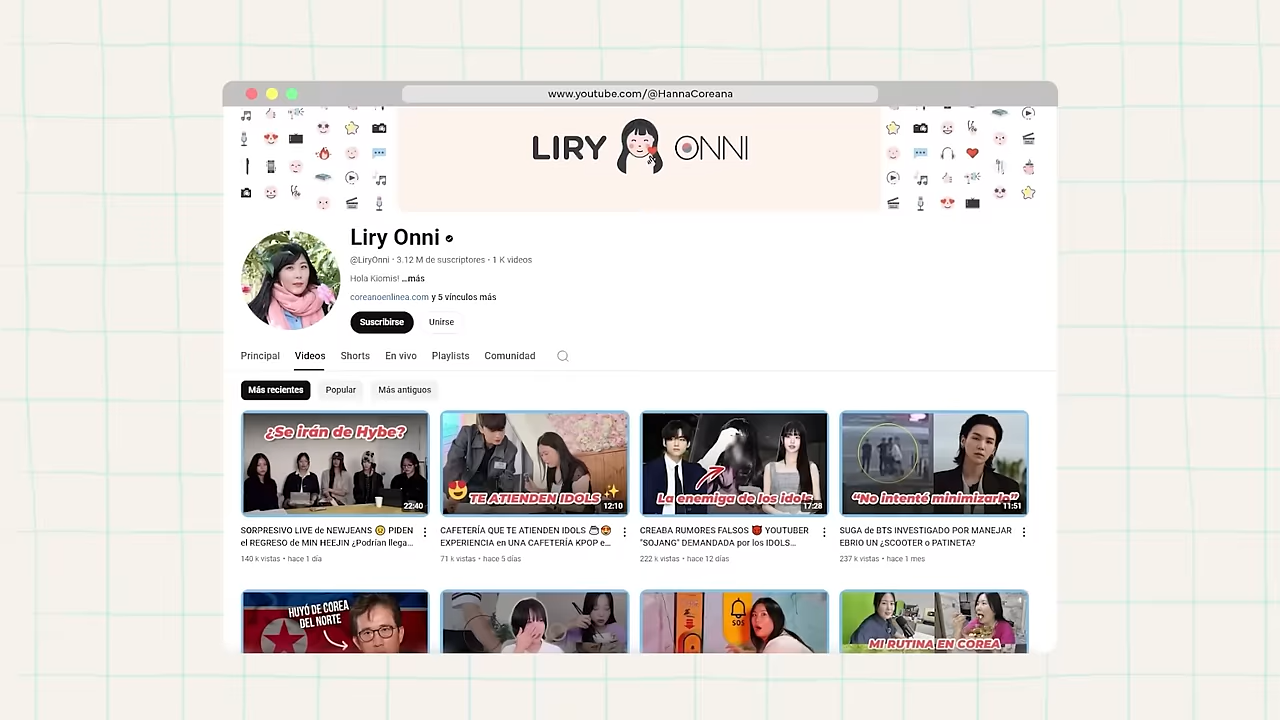 www.youtube.com/@HannaCoreana
LIRY ONNI
Liry Onni
@LiryOnni · 3.12 M de suscriptores · 1 K videos
Hola Kiomis! ...más
coreanoenlinea.com y 5 vínculos más
Suscribirse Unirse
Principal Videos Shorts En vivo Playlists Comunidad
Más recientes Popular Más antiguos
¿Se irán de Hybe?
22:40
TE ATIENDEN IDOLS
12:10
La enemiga de los idols
17:28
"No intenté minimizarlo"
11:51
SORPRESIVO LIVE de NEWJEANS 😥 PIDEN
el REGRESO de MIN HEEJIN ¿Podrían llega...
140 k vistas · hace 1 día
CAFETERÍA QUE TE ATIENDEN IDOLS ☕😍
EXPERIENCIA en UNA CAFETERÍA KPOP e...
71 k vistas · hace 5 días
CREABA RUMORES FALSOS 👿 YOUTUBER
"SOJANG" DEMANDADA por los IDOLS...
222 k vistas · hace 12 días
SUGA de BTS INVESTIGADO POR MANEJAR
EBRIO UN ¿SCOOTER o PATINETA?
237 k vistas · hace 1 mes
HUYÓ DE COREA
DEL NORTE
SOS
MI RUTINA EN COREA